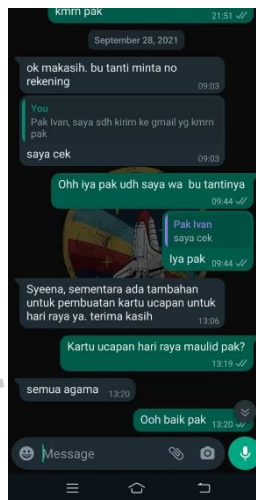 kmrn pak
21:51
September 28, 2021
ok makasih. bu tanti minta no
rekening
09:03
You
Pak Ivan, saya sdh kirim ke gmail yg kmrn
pak
saya cek
09:03
Ohh iya pak udh saya wa bu tantinya
09:44
Pak Ivan
saya cek
Iya pak
09:44
Syeena, sementara ada tambahan
untuk pembuatan kartu ucapan untuk
hari raya ya. terima kasih
13:06
Kartu ucapan hari raya maulid pak?
13:19
semua agama
13:20
Ooh baik pak
13:20
Message